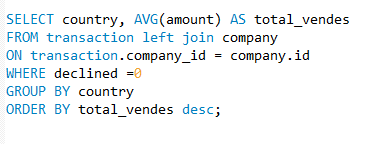 SELECT country, AVG(amount) AS total_vendes
FROM transaction left join company
ON transaction.company_id = company.id
WHERE declined =0
GROUP BY country
ORDER BY total_vendes desc;